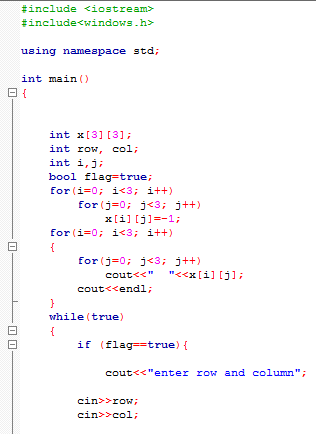 #include <iostream>
#include<windows.h>
using namespace std;
int main()
{
int x[3][3];
int row, col;
int i,j;
bool flag=true;
for(i=0; i<3; i++)
for(j=0; j<3; j++)
x[i][j]=-1;
for(i=0; i<3; i++)
{
for(j=0; j<3; j++)
cout<<"  "<<x[i][j];
cout<<endl;
}
while(true)
{
if (flag==true){
cout<<"enter row and column";
cin>>row;
cin>>col;